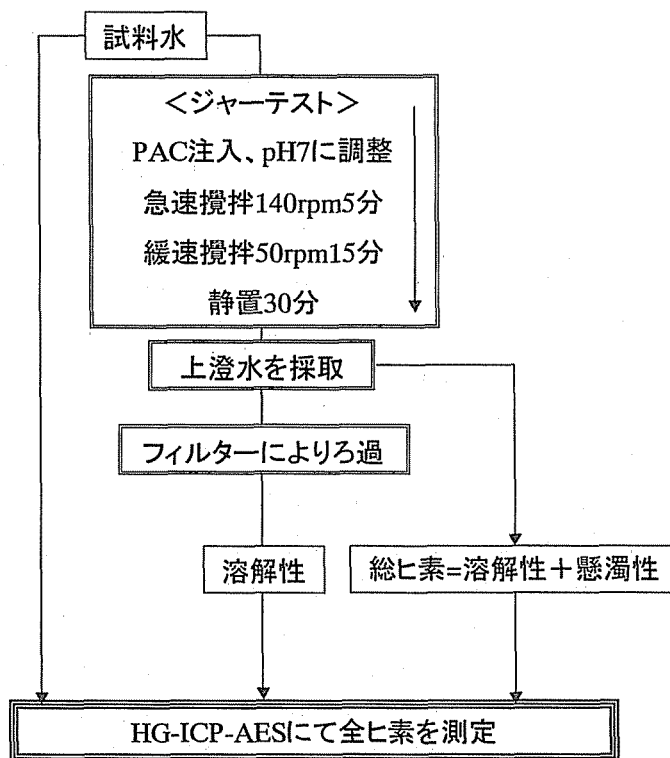 試料水
＜ジャーテスト＞
PAC注入、pH7に調整
急速攪拌140rpm5分
緩速攪拌50rpm15分
静置30分
上澄水を採取
フィルターによりろ過
溶解性
総ヒ素=溶解性＋懸濁性
HG-ICP-AESにて全ヒ素を測定